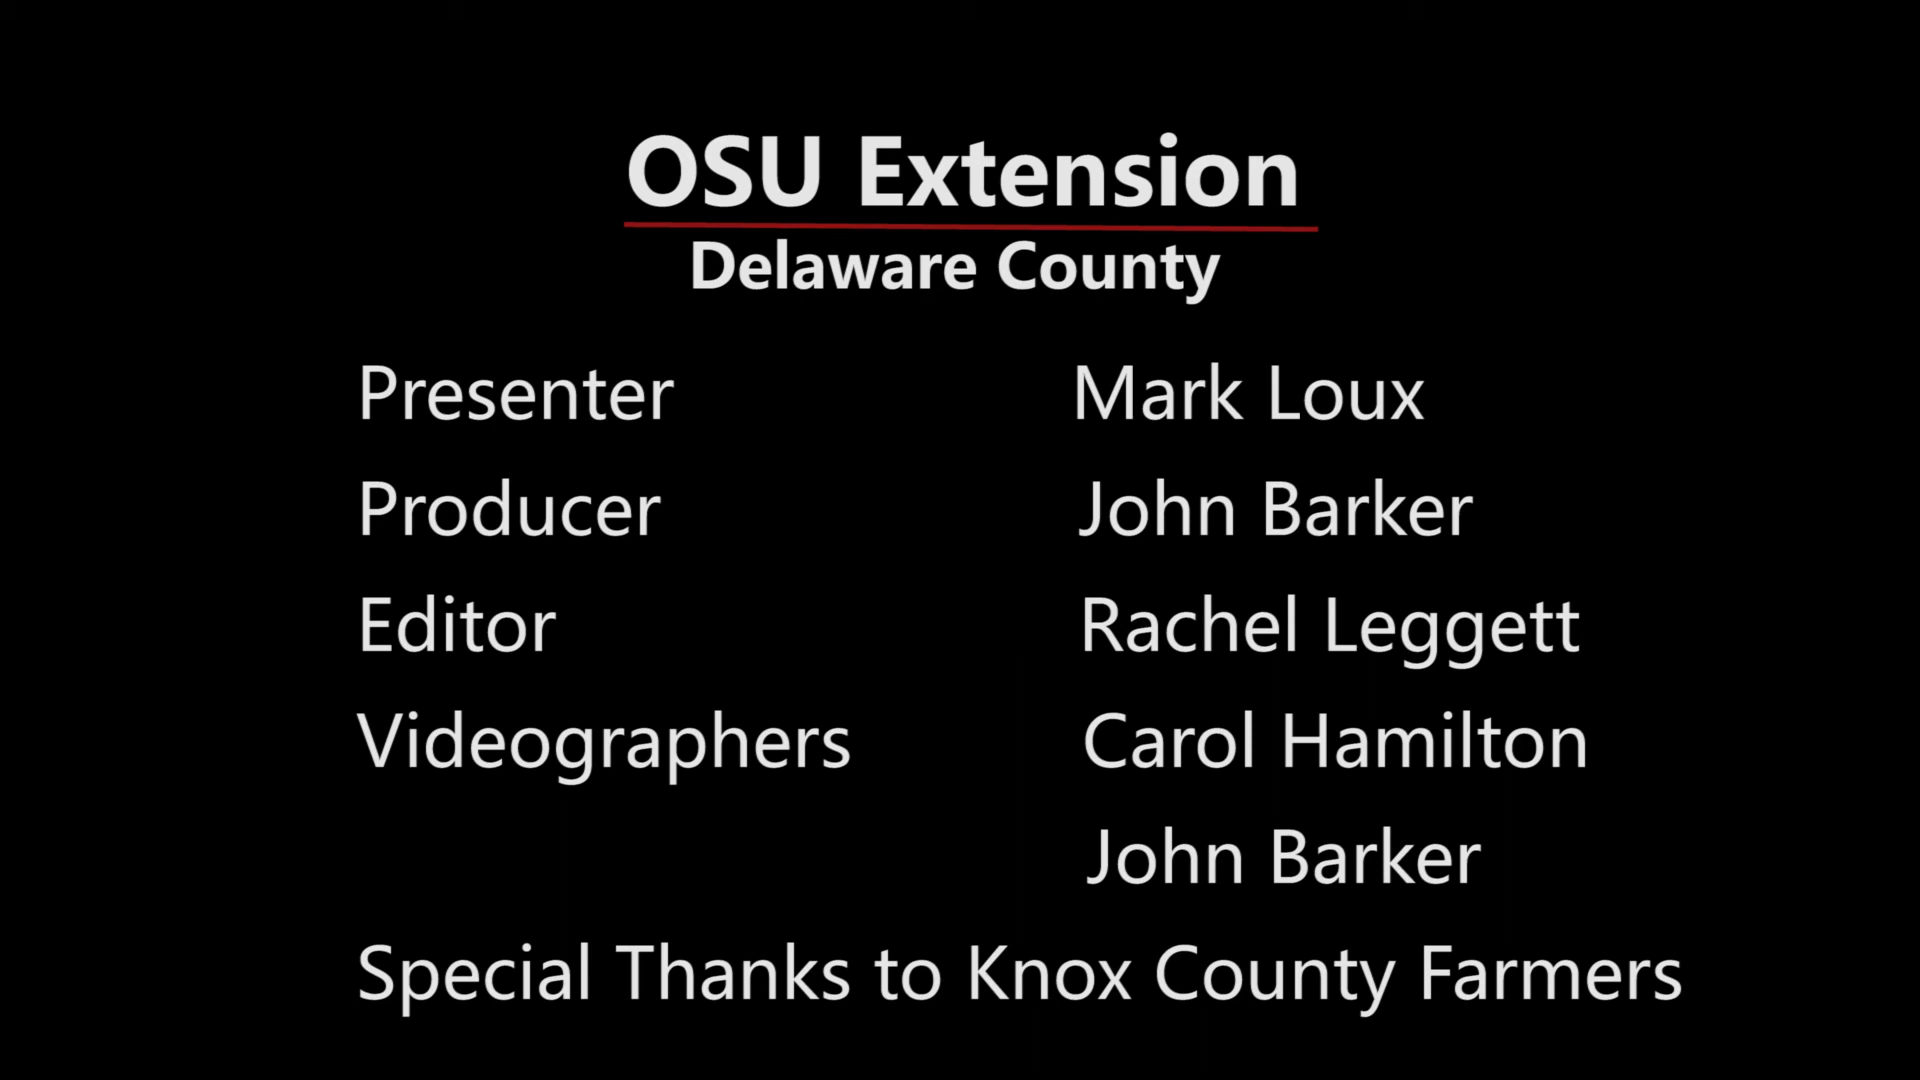 OSU Extension
Delaware County
Presenter Mark Loux
Producer John Barker
Editor Rachel Leggett
Videographers Carol Hamilton
John Barker
Special Thanks to Knox County Farmers